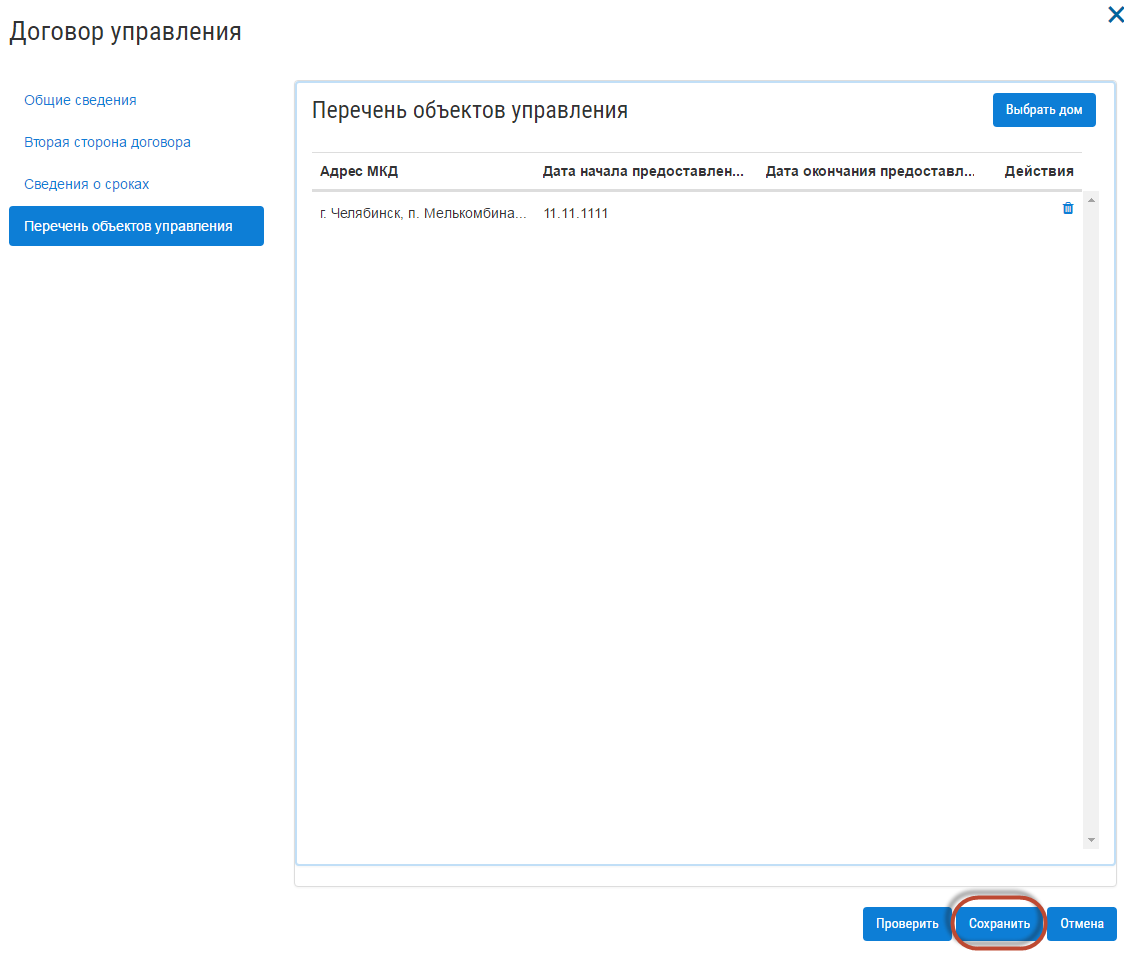 Договор управления
Общие сведения
Вторая сторона договора
Сведения о сроках
Перечень объектов управления
Перечень объектов управления
Выбрать дом
Адрес МКД Дата начала предоставлен... Дата окончания предоставл... Действия
г. Челябинск, п. Мелькомбина... 11.11.1111
Проверить Сохранить Отмена